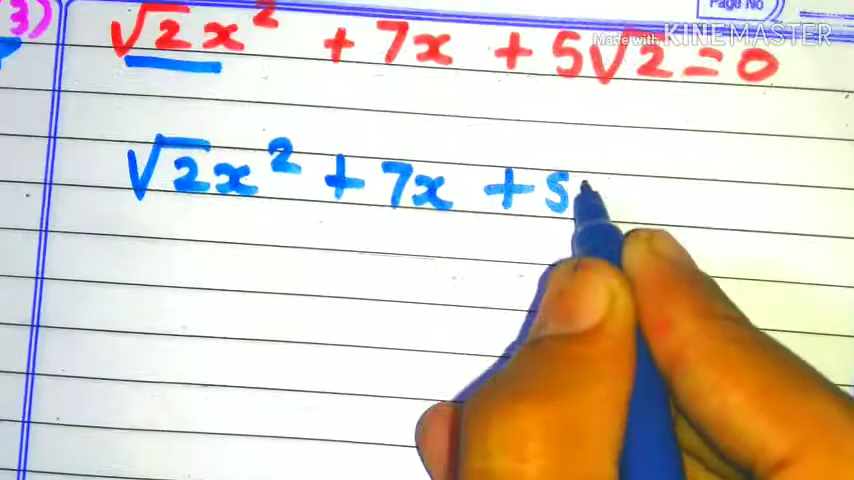 Page No
3) √2x² + 7x + 5√2 = 0
Made with KINEMASTER
√2x² + 7x + 5